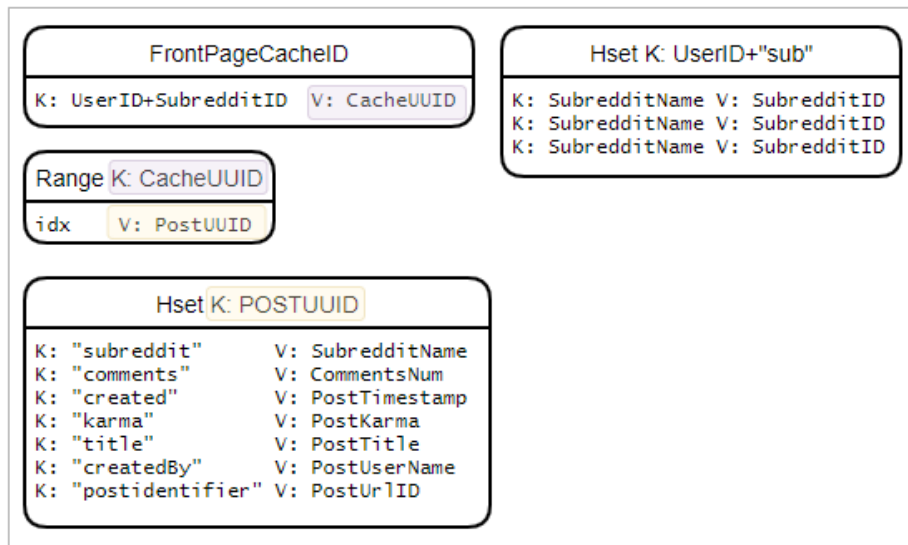 FrontPageCacheID
K: UserID+SubredditID V: CacheUUID
Hset K: UserID+"sub"
K: SubredditName V: SubredditID
K: SubredditName V: SubredditID
K: SubredditName V: SubredditID
Range K: CacheUUID
idx V: PostUUID
Hset K: POSTUUID
K: "subreddit" V: SubredditName
K: "comments" V: CommentsNum
K: "created" V: PostTimestamp
K: "karma" V: PostKarma
K: "title" V: PostTitle
K: "createdBy" V: PostUserName
K: "postidentifier" V: PostUrlID